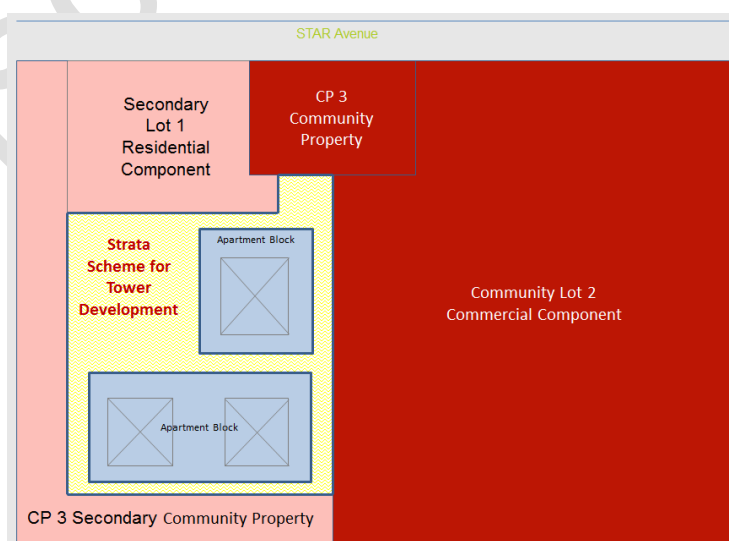 STAR Avenue
Secondary
Lot 1
Residential
Component
CP 3
Community
Property
Strata
Scheme for
Tower
Development
Apartment Block
Community Lot 2
Commercial Component
Apartment Block
CP 3 Secondary Community Property